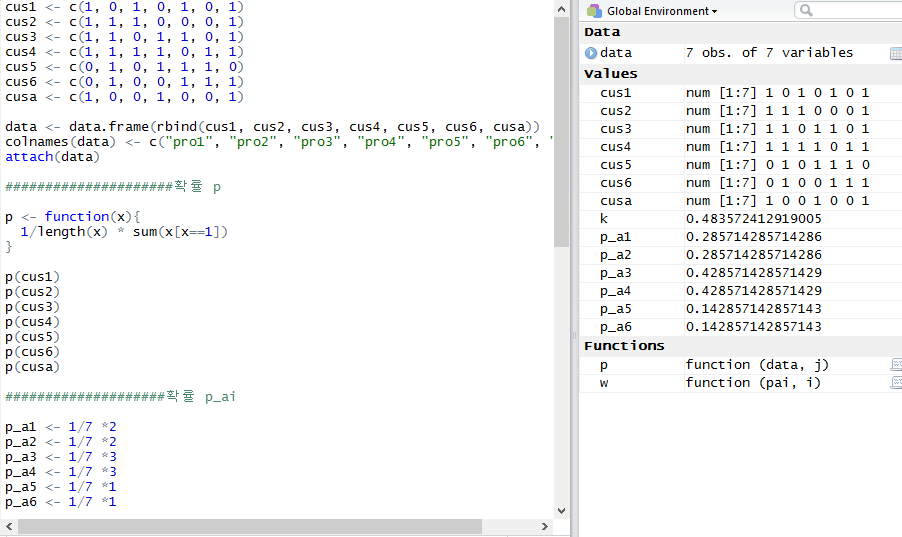 cus1 <- c(1, 0, 1, 0, 1, 0, 1)
cus2 <- c(1, 1, 1, 0, 0, 0, 1)
cus3 <- c(1, 1, 0, 1, 1, 0, 1)
cus4 <- c(1, 1, 1, 1, 0, 1, 1)
cus5 <- c(0, 1, 0, 1, 1, 1, 0)
cus6 <- c(0, 1, 0, 0, 1, 1, 1)
cusa <- c(1, 0, 0, 1, 0, 0, 1)
data <- data.frame(rbind(cus1, cus2, cus3, cus4, cus5, cus6, cusa))
colnames(data) <- c("pro1", "pro2", "pro3", "pro4", "pro5", "pro6", "
attach(data)
#####################확률 p
p <- function(x){
1/length(x) * sum(x[x==1])
}
p(cus1)
p(cus2)
p(cus3)
p(cus4)
p(cus5)
p(cus6)
p(cusa)
####################확률 p_ai
p_a1 <- 1/7 *2
p_a2 <- 1/7 *2
p_a3 <- 1/7 *3
p_a4 <- 1/7 *3
p_a5 <- 1/7 *1
p_a6 <- 1/7 *1
Global Environment
Data
data 7 obs. of 7 variables
Values
cus1 num [1:7] 1 0 1 0 1 0 1
cus2 num [1:7] 1 1 1 0 0 0 1
cus3 num [1:7] 1 1 0 1 1 0 1
cus4 num [1:7] 1 1 1 1 0 1 1
cus5 num [1:7] 0 1 0 1 1 1 0
cus6 num [1:7] 0 1 0 0 1 1 1
cusa num [1:7] 1 0 0 1 0 0 1
k 0.483572412919005
p_a1 0.285714285714286
p_a2 0.285714285714286
p_a3 0.428571428571429
p_a4 0.428571428571429
p_a5 0.142857142857143
p_a6 0.142857142857143
Functions
p function (data, j)
w function (pai, i)